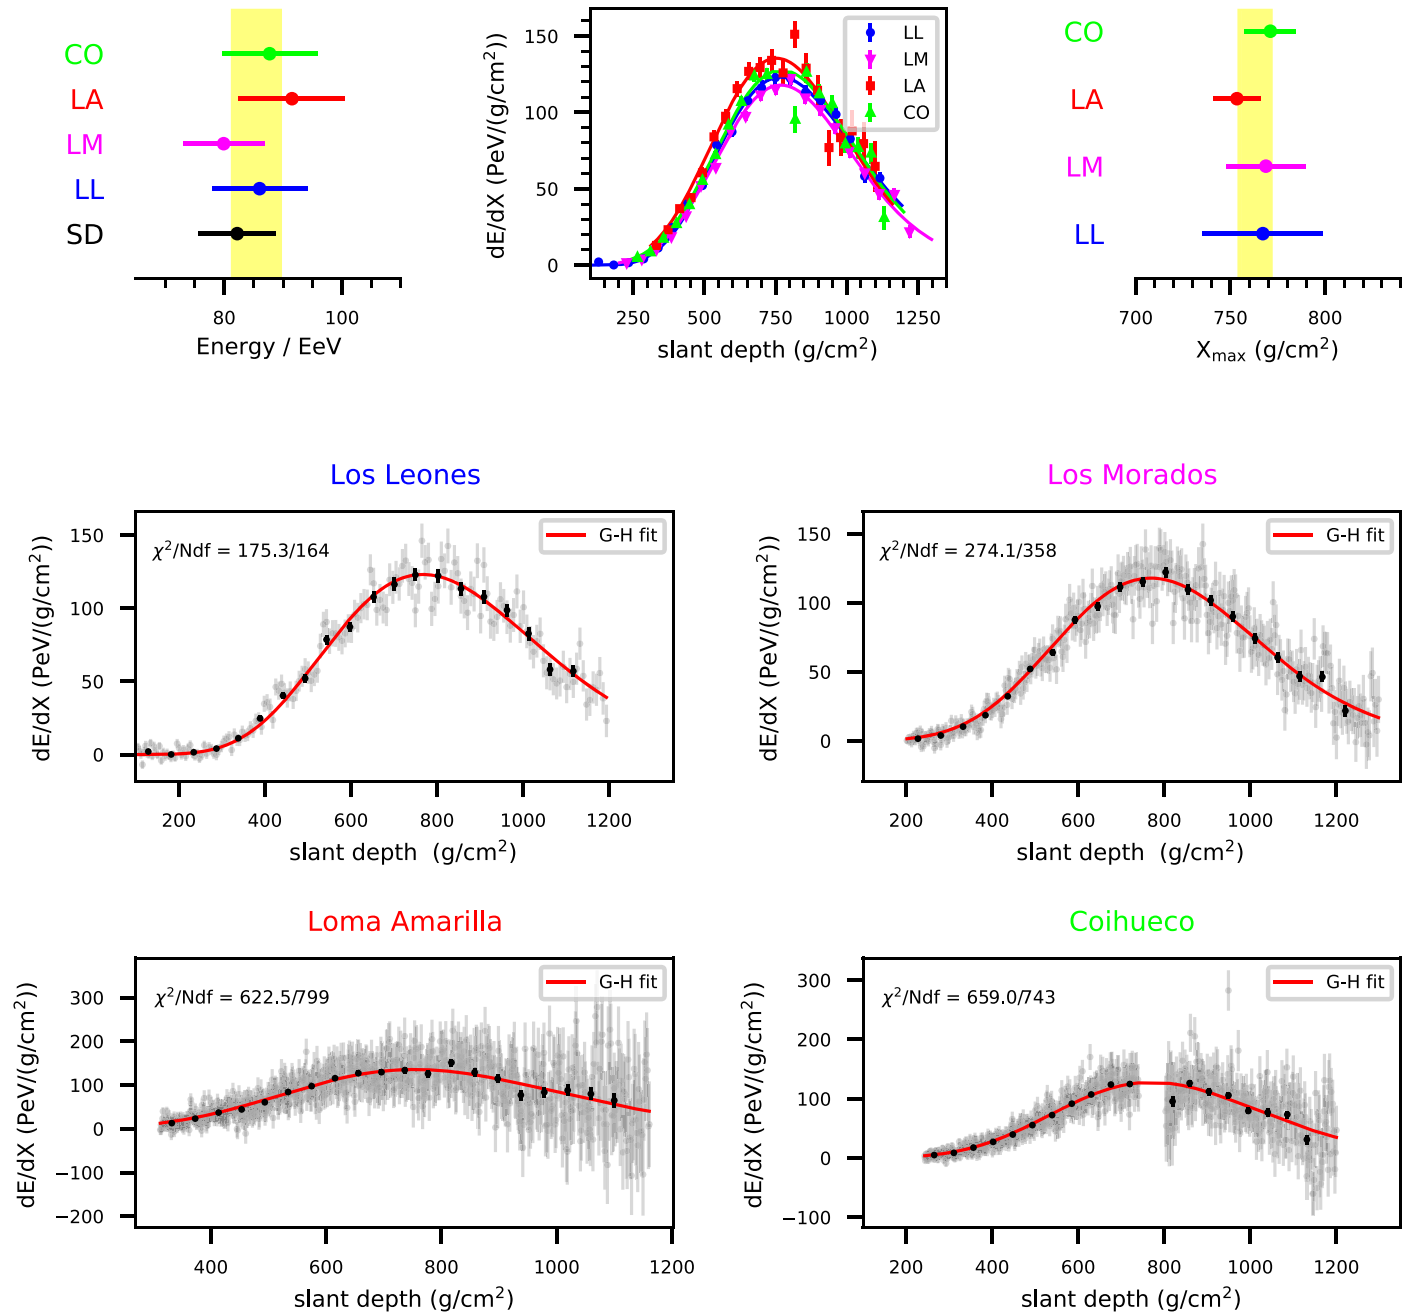 CO
LA
LM
LL
SD
80 100
Energy / EeV
dE/dX (PeV/(g/cm²))
150
100
50
0
LL
LM
LA
CO
250 500 750 1000 1250
slant depth (g/cm²)
CO
LA
LM
LL
700 750 800
X_max (g/cm²)
Los Leones
dE/dX (PeV/(g/cm²))
150
100
50
0
χ²/Ndf = 175.3/164
G-H fit
200 400 600 800 1000 1200
slant depth (g/cm²)
Los Morados
dE/dX (PeV/(g/cm²))
150
100
50
0
χ²/Ndf = 274.1/358
G-H fit
200 400 600 800 1000 1200
slant depth (g/cm²)
Loma Amarilla
dE/dX (PeV/(g/cm²))
300
200
100
0
−100
−200
χ²/Ndf = 622.5/799
G-H fit
400 600 800 1000 1200
slant depth (g/cm²)
Coihueco
dE/dX (PeV/(g/cm²))
300
200
100
0
−100
χ²/Ndf = 659.0/743
G-H fit
200 400 600 800 1000 1200
slant depth (g/cm²)